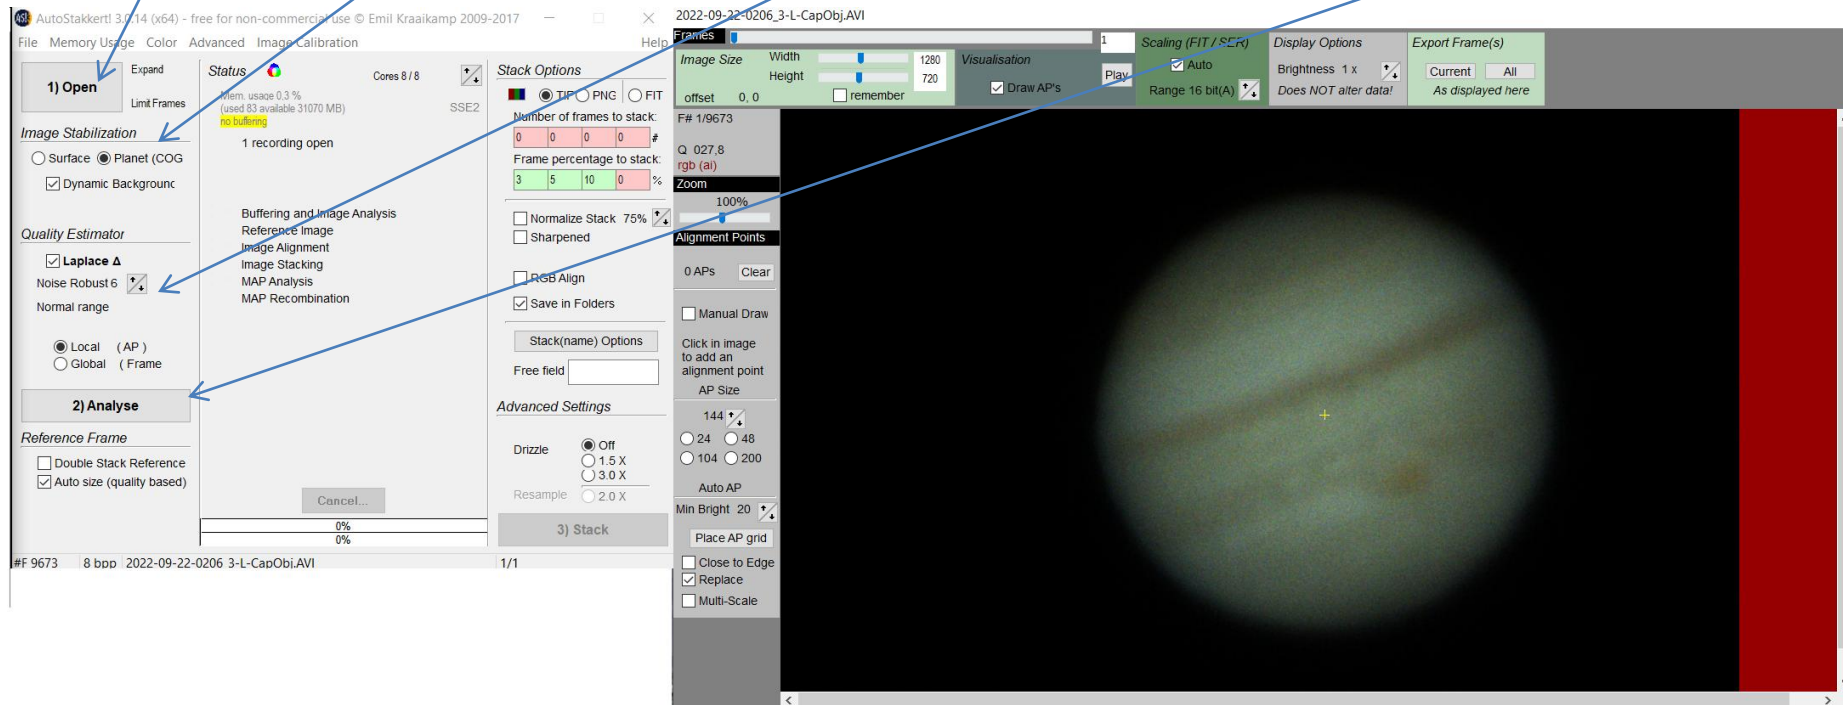 AS! AutoStakkert! 3.0.14 (x64) - free for non-commercial use © Emil Kraaikamp 2009-2017
File Memory Usage Color Advanced Image Calibration Help
1) Open
Expand
Limit Frames
Image Stabilization
Surface Planet (COG
Dynamic Background
Quality Estimator
Laplace Δ
Noise Robust 6
Normal range
Local (AP)
Global (Frame
2) Analyse
Reference Frame
Double Stack Reference
Auto size (quality based)
Status
Cores 8 / 8
Mem. usage 0,3 %
(used 83 available 31070 MB)
SSE2
no buffering
1 recording open
Buffering and Image Analysis
Reference Image
Image Alignment
Image Stacking
MAP Analysis
MAP Recombination
Cancel...
0%
0%
Stack Options
TIF PNG FIT
Number of frames to stack:
0 0 0 0 #
Frame percentage to stack:
3 5 10 0 %
Normalize Stack 75%
Sharpened
RGB Align
Save in Folders
Stack(name) Options
Free field
Advanced Settings
Drizzle
Off
1.5 X
3.0 X
Resample 2.0 X
3) Stack
#F 9673 8 bpp 2022-09-22-0206_3-L-CapObj.AVI 1/1
2022-09-22-0206_3-L-CapObj.AVI
Frames
1
Image Size
Width 1280
Height 720
offset 0, 0
remember
Visualisation
Draw AP's
Play
Scaling (FIT / SER)
Auto
Range 16 bit(A)
Display Options
Brightness 1 x
Does NOT alter data!
Export Frame(s)
Current All
As displayed here
F# 1/9673
Q 027,8
rgb (ai)
Zoom
100%
Alignment Points
0 APs Clear
Manual Draw
Click in image
to add an
alignment point
AP Size
144
24 48
104 200
Auto AP
Min Bright 20
Place AP grid
Close to Edge
Replace
Multi-Scale